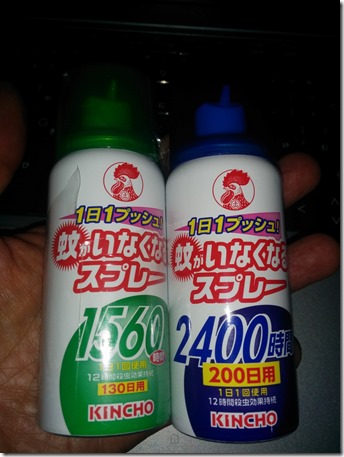 1日1プッシュ!
蚊がいなくなる
スプレー
1560時間
1日1回使用
12時間殺虫効果持続
130日用
KINCHO
1日1プッシュ!
蚊がいなくなる
スプレー
2400時間
200日用
1日1回使用
12時間殺虫効果持続
KINCHO